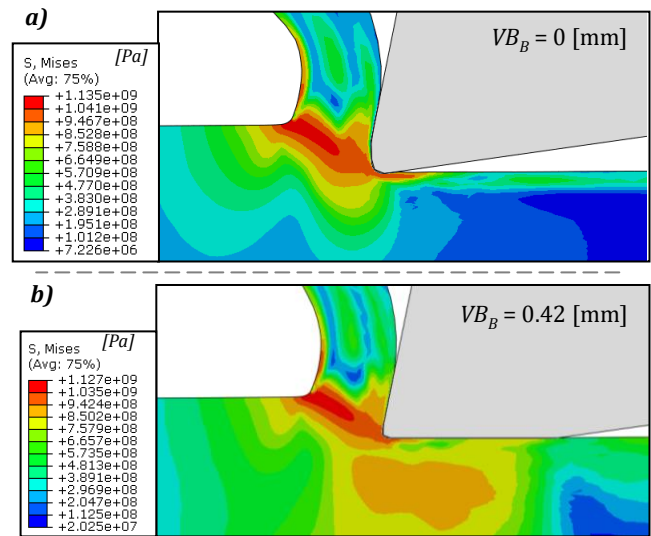 a)
VB_B = 0 [mm]
[Pa]
S, Mises
(Avg: 75%)
+1.135e+09
+1.041e+09
+9.467e+08
+8.528e+08
+7.588e+08
+6.649e+08
+5.709e+08
+4.770e+08
+3.830e+08
+2.891e+08
+1.951e+08
+1.012e+08
+7.226e+06
b)
VB_B = 0.42 [mm]
[Pa]
S, Mises
(Avg: 75%)
+1.127e+09
+1.035e+09
+9.424e+08
+8.502e+08
+7.579e+08
+6.657e+08
+5.735e+08
+4.813e+08
+3.891e+08
+2.969e+08
+2.047e+08
+1.125e+08
+2.025e+07